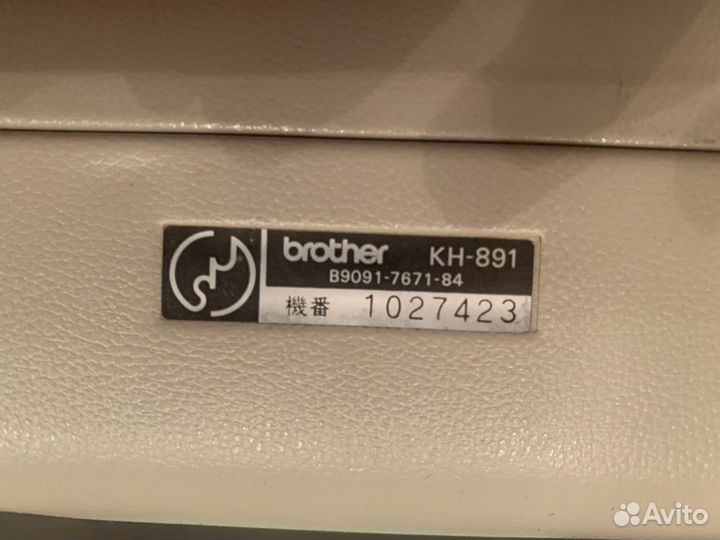 brother KH-891
B9091-7671-84
機番 1027423
Avito